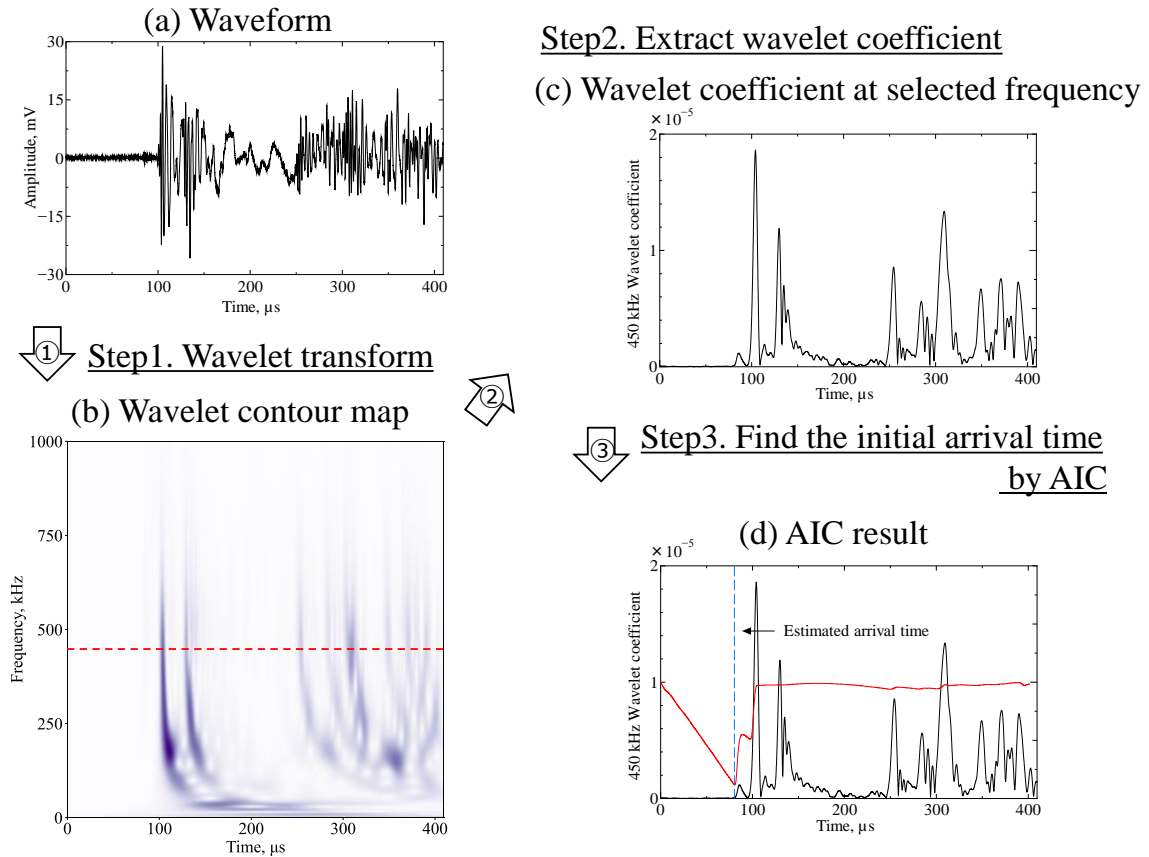 (a) Waveform
30
15
0
−15
−30
Amplitude, mV
0
100
200
300
400
Time, µs
① Step1. Wavelet transform
(b) Wavelet contour map
1000
750
500
250
0
Frequency, kHz
0
100
200
300
400
Time, µs
②
Step2. Extract wavelet coefficient
(c) Wavelet coefficient at selected frequency
×10⁻⁵
2
1
0
450 kHz Wavelet coefficient
0
100
200
300
400
Time, µs
③ Step3. Find the initial arrival time
by AIC
(d) AIC result
×10⁻⁵
2
1
0
450 kHz Wavelet coefficient
Estimated arrival time
0
100
200
300
400
Time, µs